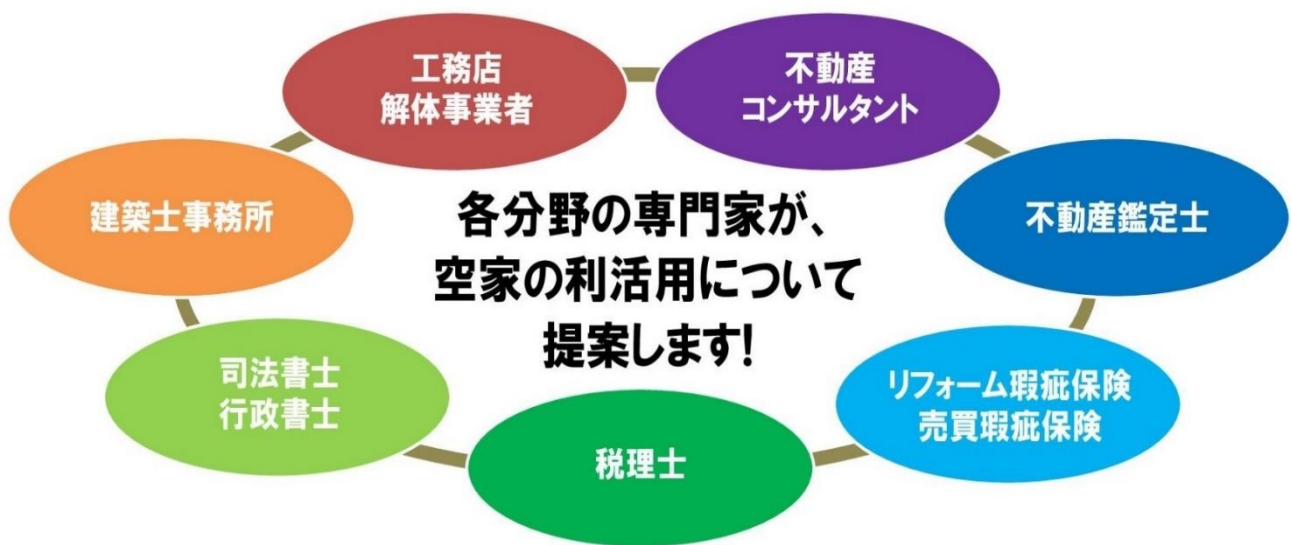 工務店
解体事業者
不動産
コンサルタント
建築士事務所
各分野の専門家が、
空家の利活用について
提案します!
不動産鑑定士
司法書士
行政書士
リフォーム瑕疵保険
売買瑕疵保険
税理士